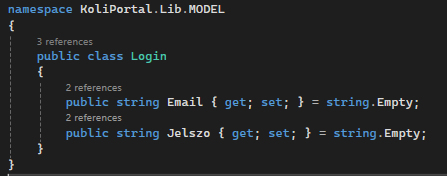 namespace KoliPortal.Lib.MODEL
{
3 references
public class Login
{
2 references
public string Email { get; set; } = string.Empty;
2 references
public string Jelszo { get; set; } = string.Empty;
}
}